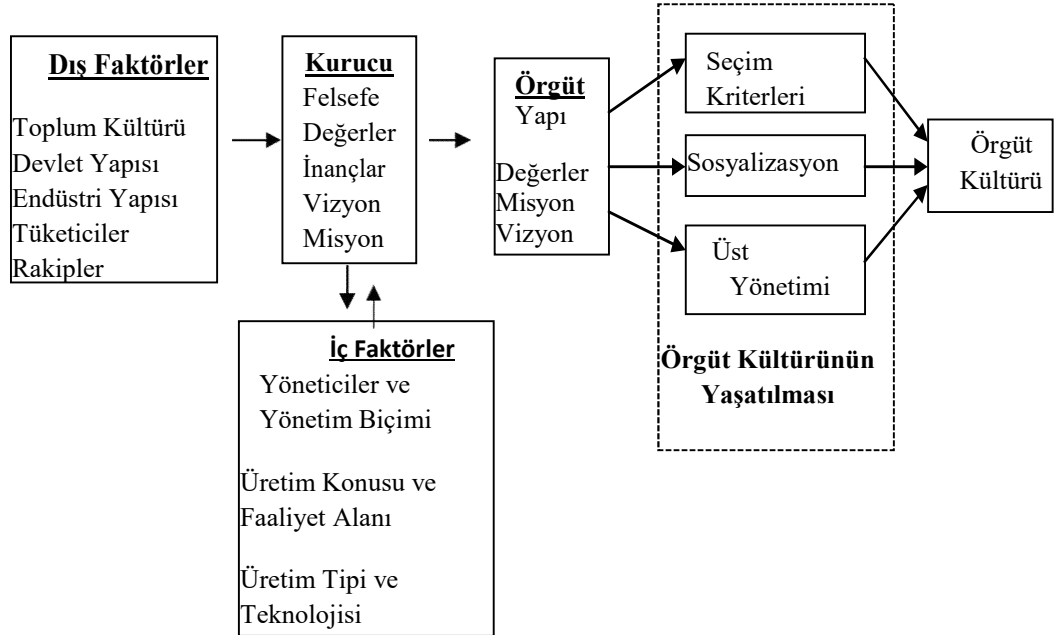 Dış Faktörler
Toplum Kültürü
Devlet Yapısı
Endüstri Yapısı
Tüketiciler
Rakipler
Kurucu
Felsefe
Değerler
İnançlar
Vizyon
Misyon
İç Faktörler
Yöneticiler ve
Yönetim Biçimi
Üretim Konusu ve
Faaliyet Alanı
Üretim Tipi ve
Teknolojisi
Örgüt
Yapı
Değerler
Misyon
Vizyon
Seçim
Kriterleri
Sosyalizasyon
Üst
Yönetimi
Örgüt Kültürünün
Yaşatılması
Örgüt
Kültürü